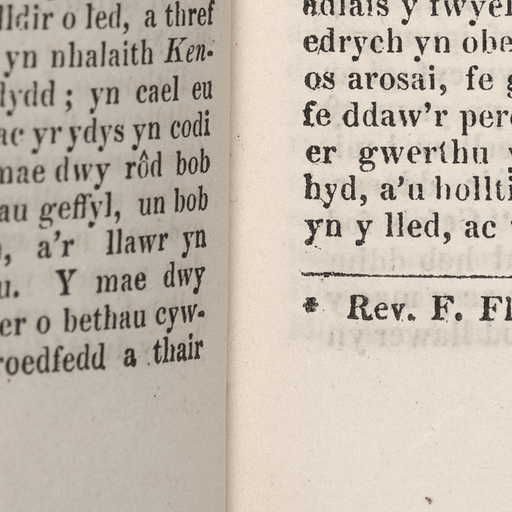 lldir o led, a thref
yn nhalaith Ken-
lydd; yn cael eu
ac yr ydys yn codi
mae dwy rôd bob
au geffyl, un bob
, a'r llawr yn
u. Y mae dwy
er o bethau cyw-
roedfedd a thair
adlais y fwyel
edrych yn obe
os arosai, fe g
fe ddaw'r per
er gwerthu
hyd, a'u hollti
yn y lled, ac
* Rev. F. Fl